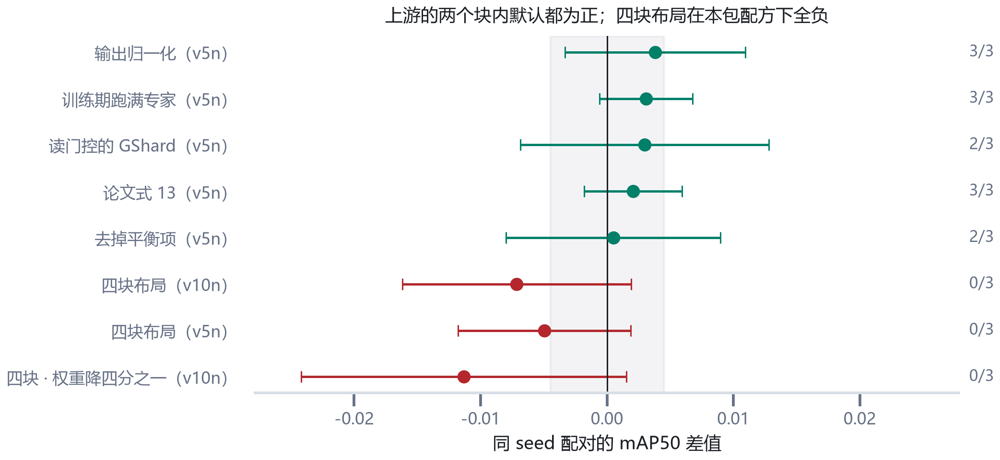 上游的两个块内默认都为正；四块布局在本包配方下全负
输出归一化（v5n） 3/3
训练期跑满专家（v5n） 3/3
读门控的 GShard（v5n） 2/3
论文式 13（v5n） 3/3
去掉平衡项（v5n） 2/3
四块布局（v10n） 0/3
四块布局（v5n） 0/3
四块 · 权重降四分之一（v10n） 0/3
-0.02 -0.01 0.00 0.01 0.02
同 seed 配对的 mAP50 差值